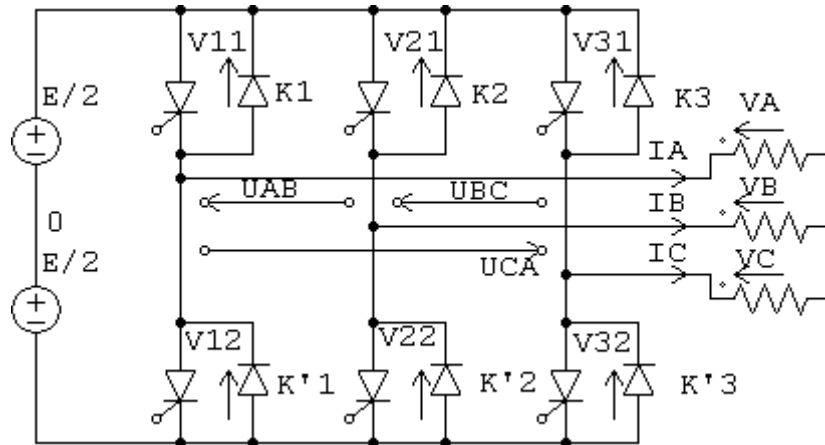 V11 V21 V31
E/2 K1 K2 K3 VA
+
−
IA
UAB UBC VB
0 IB
UCA IC VC
E/2
+
−
V12 V22 V32
K'1 K'2 K'3